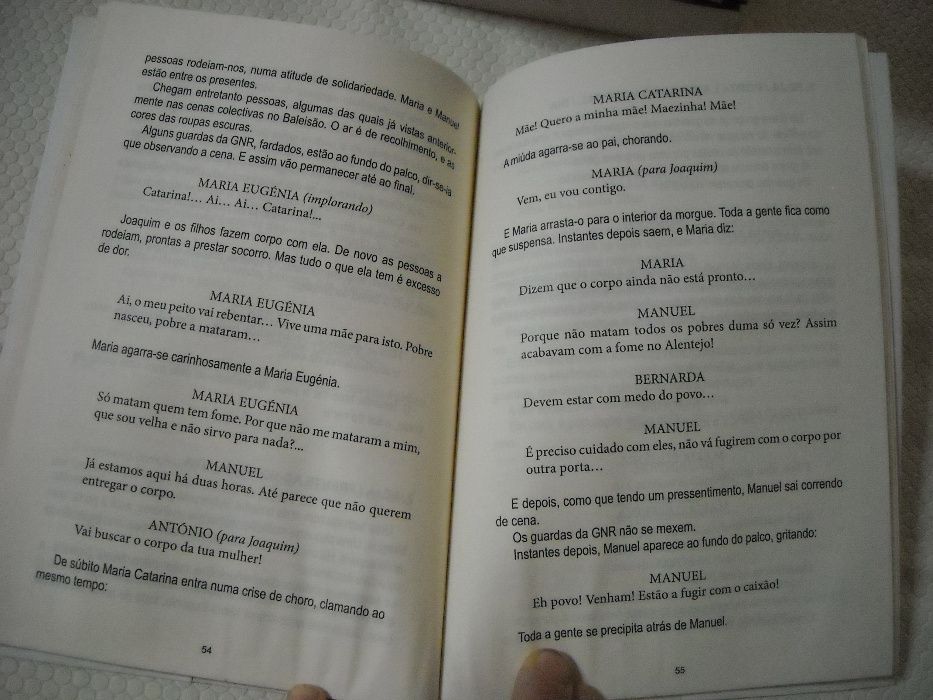 pessoas rodeiam-nos, numa atitude de solidariedade. Maria e Manuel
estão entre os presentes.
Chegam entretanto pessoas, algumas das quais já vistas anterior-
mente nas cenas colectivas no Baleisão. O ar é de recolhimento, e as
cores das roupas escuras.
Alguns guardas da GNR, fardados, estão ao fundo do palco, dir-se-ia
que observando a cena. E assim vão permanecer até ao final.
MARIA EUGÉNIA (implorando)
Catarina!… Ai… Ai… Catarina!...
Joaquim e os filhos fazem corpo com ela. De novo as pessoas a
rodeiam, prontas a prestar socorro. Mas tudo o que ela tem é excesso
de dor.
MARIA EUGÉNIA
Ai, o meu peito vai rebentar… Vive uma mãe para isto. Pobre
nasceu, pobre a mataram…
Maria agarra-se carinhosamente a Maria Eugénia.
MARIA EUGÉNIA
Só matam quem tem fome. Por que não me mataram a mim,
que sou velha e não sirvo para nada?...
MANUEL
Já estamos aqui há duas horas. Até parece que não querem
entregar o corpo.
ANTÓNIO (para Joaquim)
Vai buscar o corpo da tua mulher!
De súbito Maria Catarina entra numa crise de choro, clamando ao
mesmo tempo:
54
MARIA CATARINA
Mãe! Quero a minha mãe! Maezinha! Mãe!
A miúda agarra-se ao pai, chorando.
MARIA (para Joaquim)
Vem, eu vou contigo.
E Maria arrasta-o para o interior da morgue. Toda a gente fica como
que suspensa. Instantes depois saem, e Maria diz:
MARIA
Dizem que o corpo ainda não está pronto…
MANUEL
Porque não matam todos os pobres duma só vez? Assim
acabavam com a fome no Alentejo!
BERNARDA
Devem estar com medo do povo…
MANUEL
É preciso cuidado com eles, não vá fugirem com o corpo por
outra porta…
E depois, como que tendo um pressentimento, Manuel sai correndo
de cena.
Os guardas da GNR não se mexem.
Instantes depois, Manuel aparece ao fundo do palco, gritando:
MANUEL
Eh povo! Venham! Estão a fugir com o caixão!
Toda a gente se precipita atrás de Manuel.
55